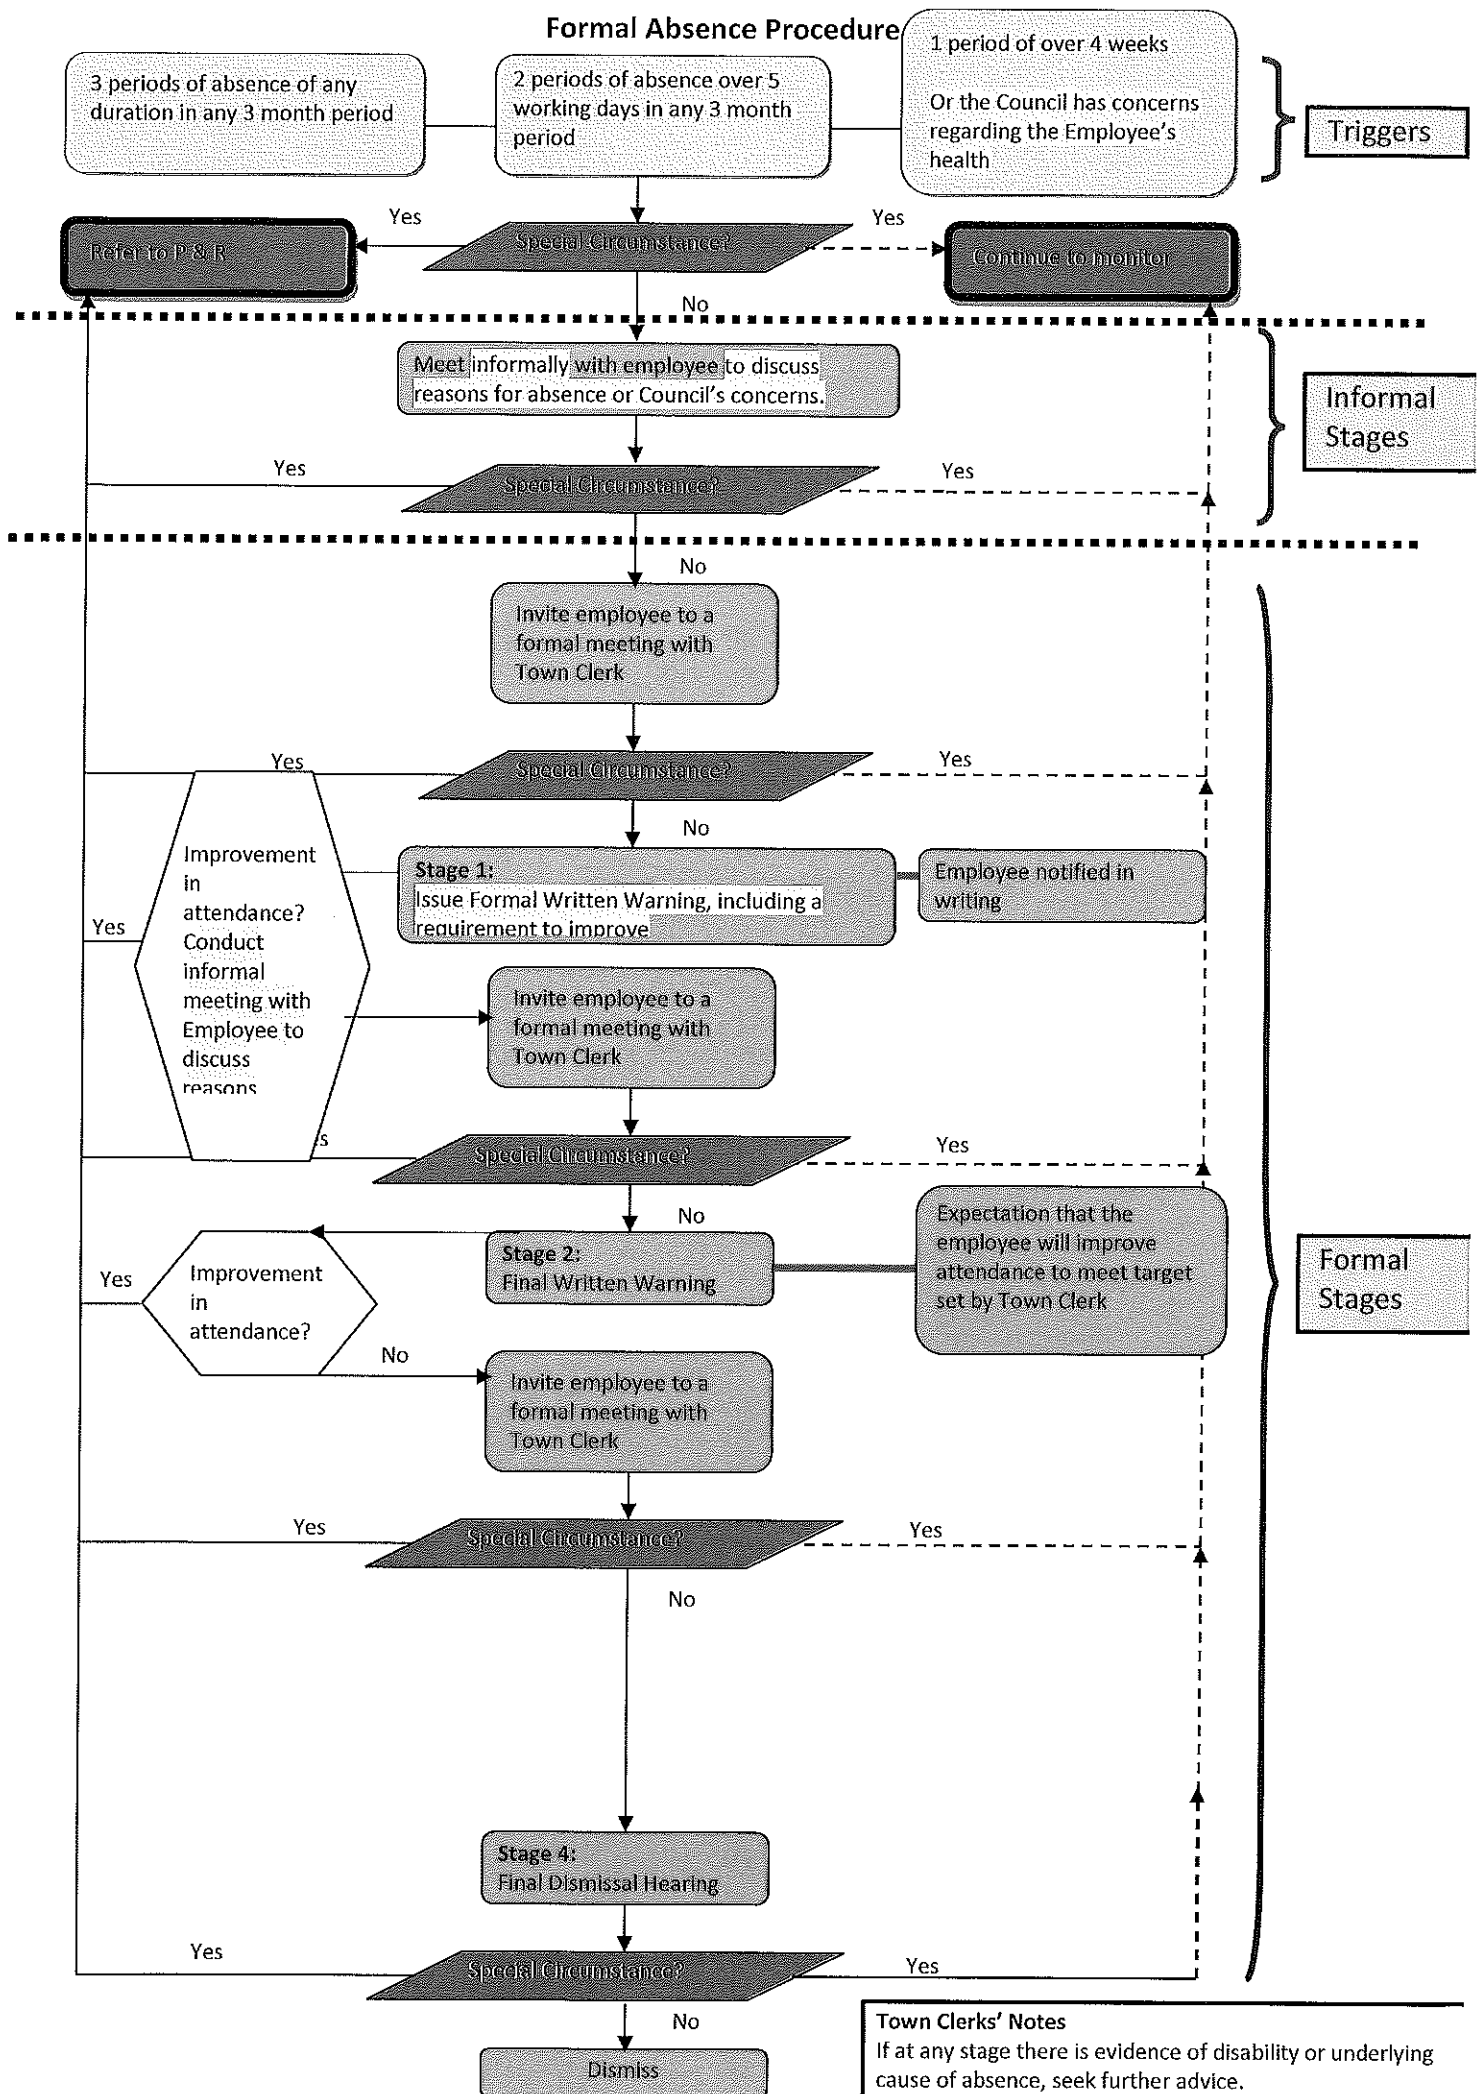 Formal Absence Procedure
3 periods of absence of any
duration in any 3 month period
2 periods of absence over 5
working days in any 3 month
period
1 period of over 4 weeks
Or the Council has concerns
regarding the Employee's
health
Triggers
Yes
Yes
Refer to P & R
Special Circumstance?
Continue to monitor
No
Meet informally with employee to discuss
reasons for absence or Council's concerns.
Informal
Stages
Yes
Special Circumstance?
Yes
No
Invite employee to a
formal meeting with
Town Clerk
Yes
Special Circumstance?
Yes
No
Improvement
in
attendance?
Conduct
informal
meeting with
Employee to
discuss
reasons
Yes
Stage 1:
Issue Formal Written Warning, including a
requirement to improve
Employee notified in
writing
Invite employee to a
formal meeting with
Town Clerk
s
Special Circumstance?
Yes
No
Stage 2:
Final Written Warning
Expectation that the
employee will improve
attendance to meet target
set by Town Clerk
Formal
Stages
Yes
Improvement
in
attendance?
No
Invite employee to a
formal meeting with
Town Clerk
Yes
Special Circumstance?
Yes
No
Stage 4:
Final Dismissal Hearing
Yes
Special Circumstance?
Yes
No
Dismiss
Town Clerks' Notes
If at any stage there is evidence of disability or underlying
cause of absence, seek further advice.